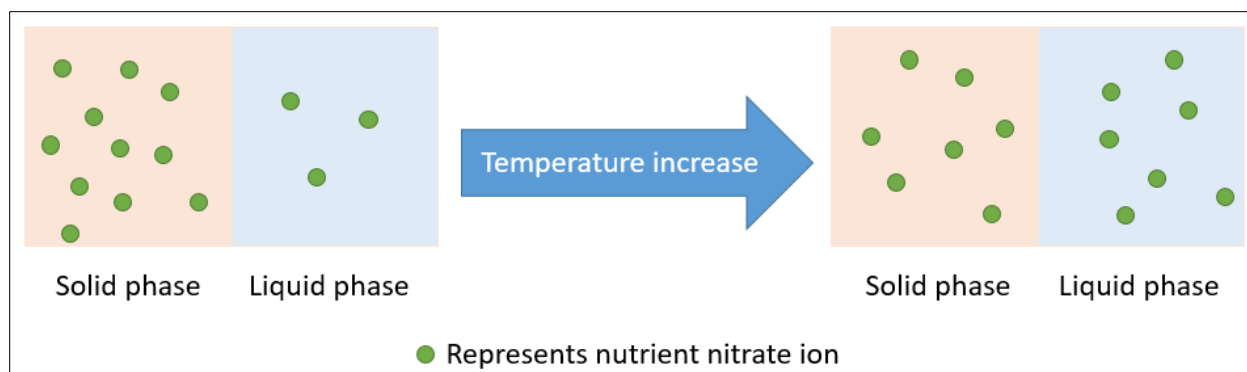 Temperature increase
Solid phase Liquid phase Solid phase Liquid phase
Represents nutrient nitrate ion